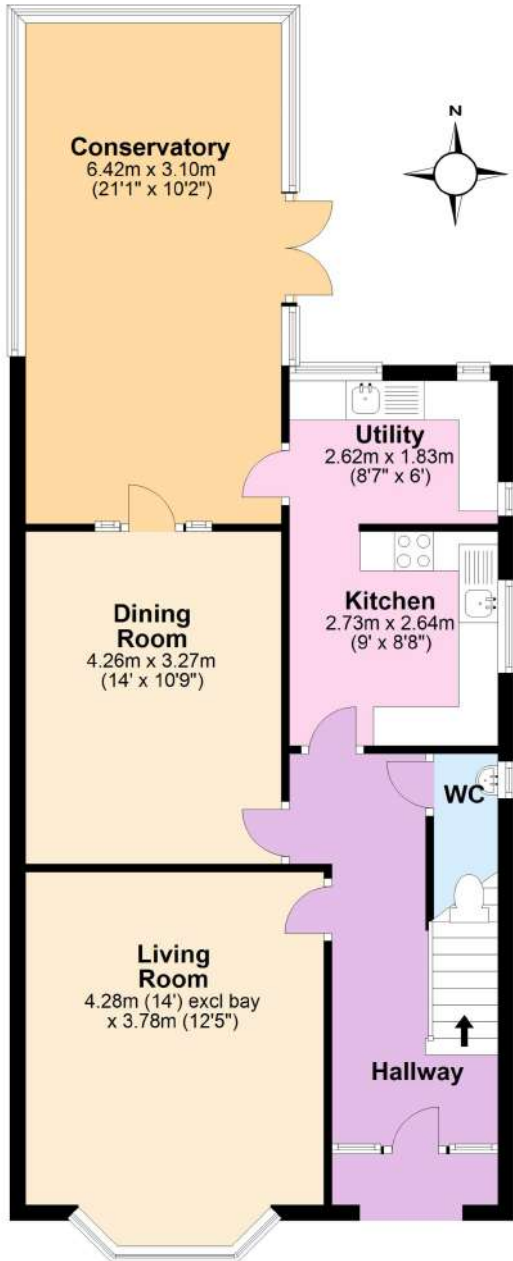 N
Conservatory
6.42m x 3.10m
(21'1" x 10'2")
Utility
2.62m x 1.83m
(8'7" x 6')
Kitchen
2.73m x 2.64m
(9' x 8'8")
Dining
Room
4.26m x 3.27m
(14' x 10'9")
WC
Living
Room
4.28m (14') excl bay
x 3.78m (12'5")
Hallway